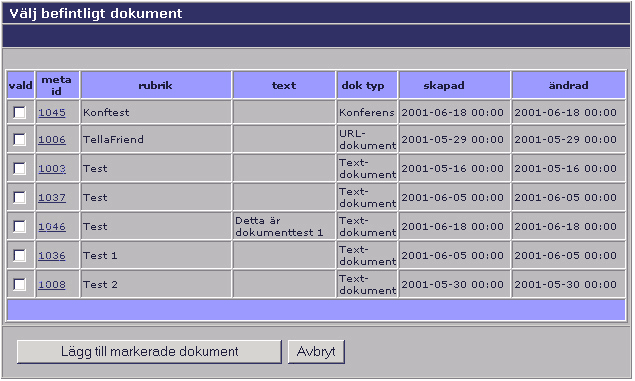 Välj befintligt dokument
vald meta id rubrik text dok typ skapad ändrad
1045 Konftest Konferens 2001-06-18 00:00 2001-06-18 00:00
1006 TellaFriend URL-dokument 2001-05-29 00:00 2001-05-29 00:00
1003 Test Text-dokument 2001-05-16 00:00 2001-05-16 00:00
1037 Test Text-dokument 2001-06-05 00:00 2001-06-05 00:00
1046 Test Detta är dokumenttest 1 Text-dokument 2001-06-18 00:00 2001-06-18 00:00
1036 Test 1 Text-dokument 2001-06-05 00:00 2001-06-05 00:00
1008 Test 2 Text-dokument 2001-05-30 00:00 2001-05-30 00:00
Lägg till markerade dokument Avbryt